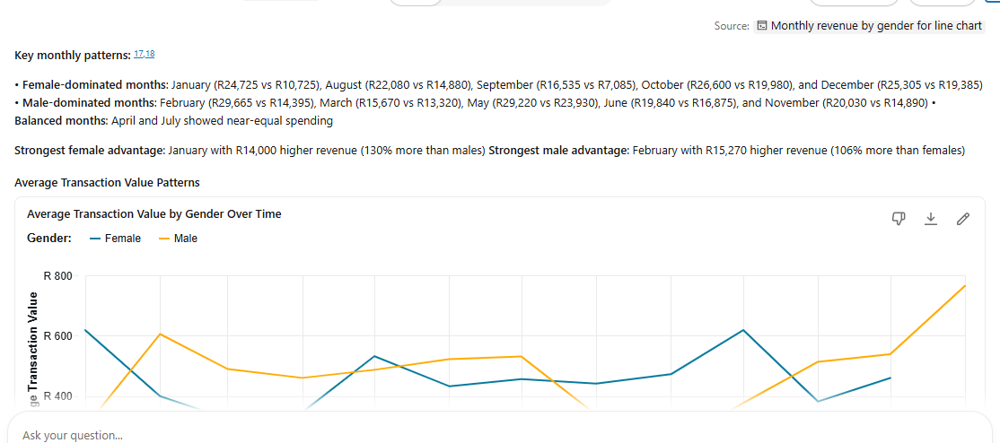 Source: Monthly revenue by gender for line chart
Key monthly patterns: 17,18
• Female-dominated months: January (R24,725 vs R10,725), August (R22,080 vs R14,880), September (R16,535 vs R7,085), October (R26,600 vs R19,980), and December (R25,305 vs R19,385)
• Male-dominated months: February (R29,665 vs R14,395), March (R15,670 vs R13,320), May (R29,220 vs R23,930), June (R19,840 vs R16,875), and November (R20,030 vs R14,890) •
Balanced months: April and July showed near-equal spending
Strongest female advantage: January with R14,000 higher revenue (130% more than males) Strongest male advantage: February with R15,270 higher revenue (106% more than females)
Average Transaction Value Patterns
Average Transaction Value by Gender Over Time
Gender: Female Male
R 800
R 600
R 400
ge Transaction Value
Ask your question...